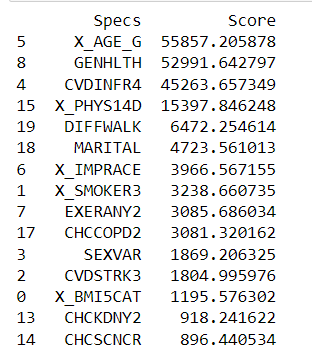 Specs Score
5 X_AGE_G 55857.205878
8 GENHLTH 52991.642797
4 CVDINFR4 45263.657349
15 X_PHYS14D 15397.846248
19 DIFFWALK 6472.254614
18 MARITAL 4723.561013
6 X_IMPRACE 3966.567155
1 X_SMOKER3 3238.660735
7 EXERANY2 3085.686034
17 CHCCOPD2 3081.320162
3 SEXVAR 1869.206325
2 CVDSTRK3 1804.995976
0 X_BMI5CAT 1195.576302
13 CHCKDNY2 918.241622
14 CHCSCNCR 896.440534